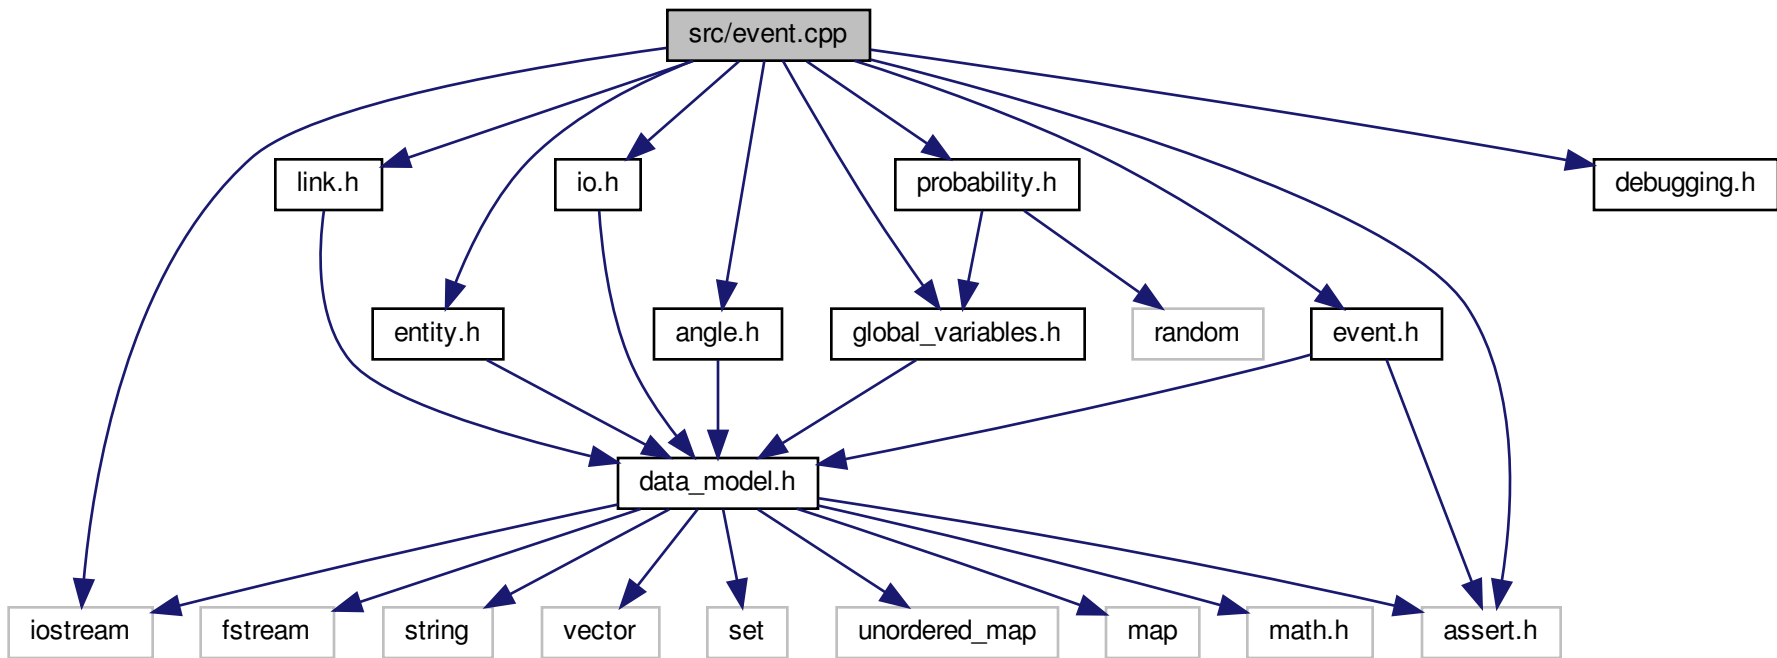 src/event.cpp
link.h
io.h
probability.h
debugging.h
entity.h
angle.h
global_variables.h
random
event.h
data_model.h
iostream
fstream
string
vector
set
unordered_map
map
math.h
assert.h